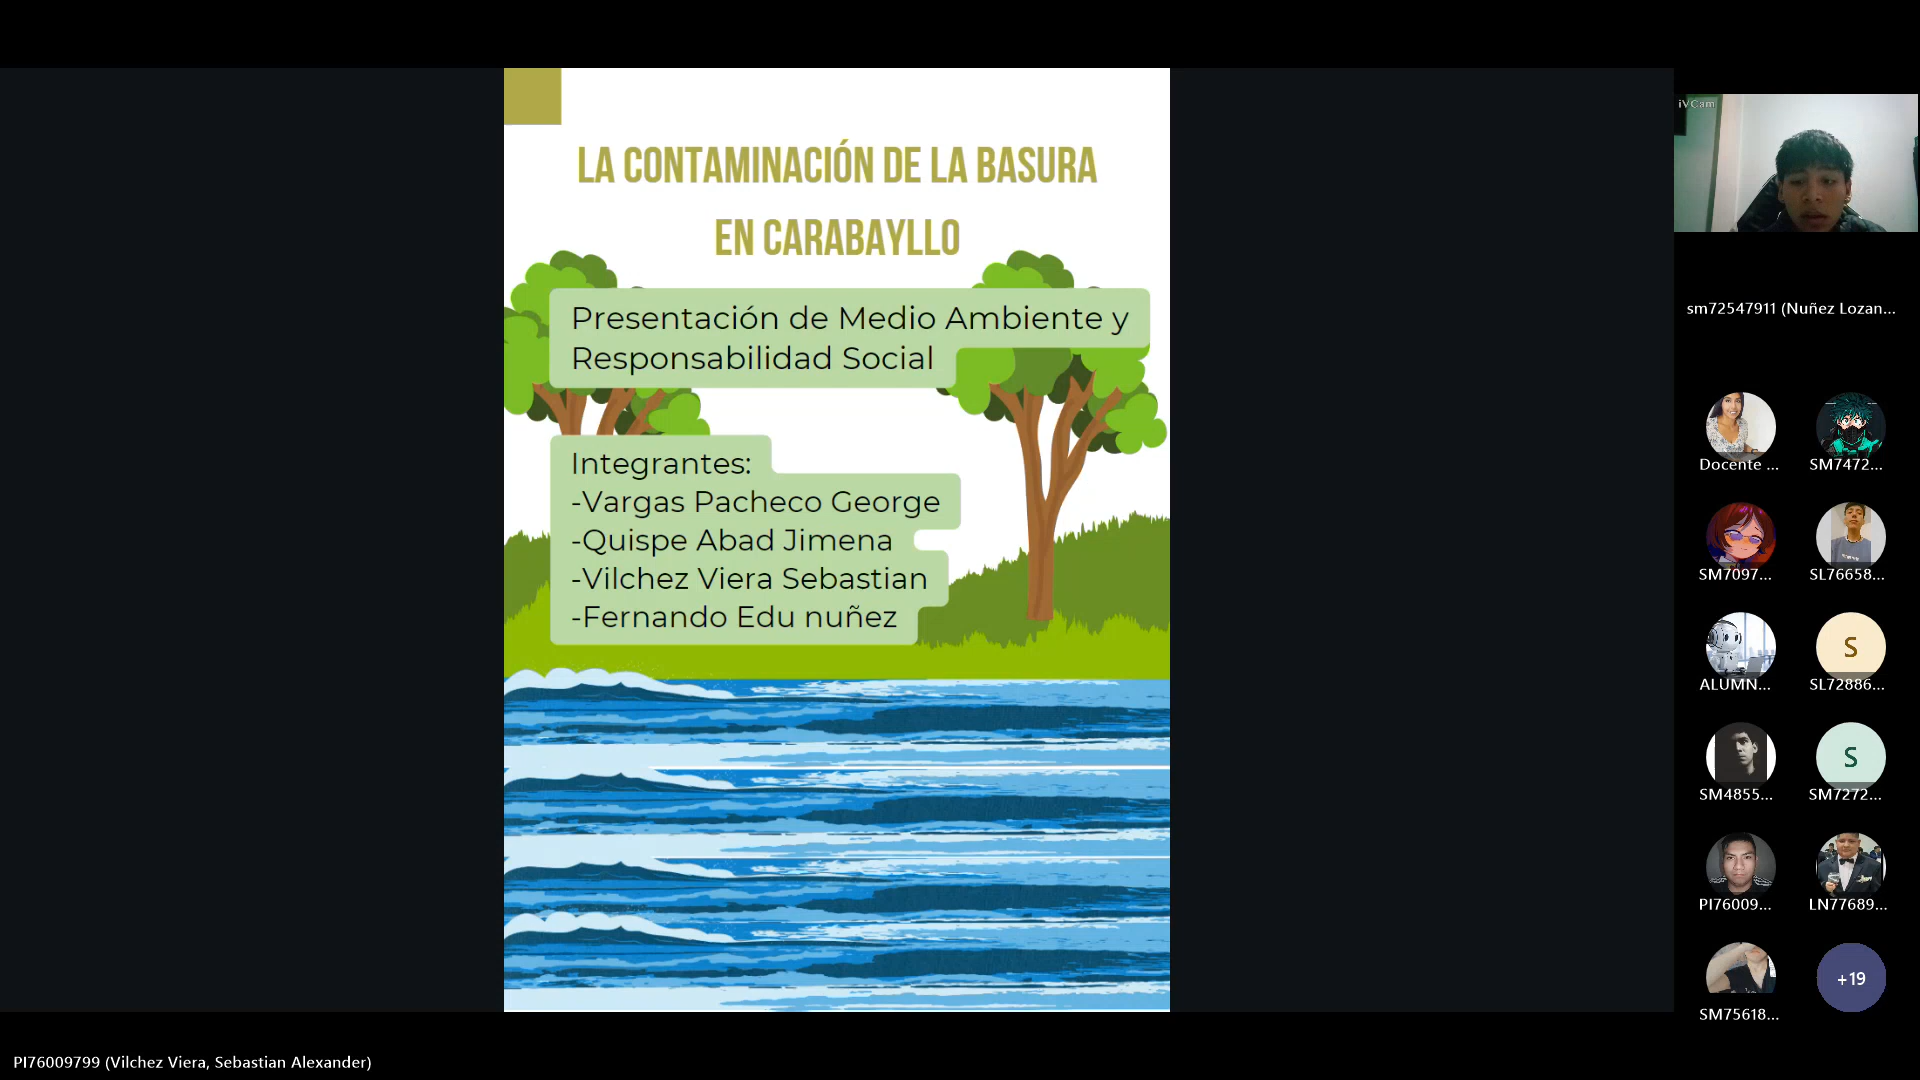 LA CONTAMINACIÓN DE LA BASURA
EN CARABAYLLO
Presentación de Medio Ambiente y
Responsabilidad Social
Integrantes:
-Vargas Pacheco George
-Quispe Abad Jimena
-Vilchez Viera Sebastian
-Fernando Edu nuñez
iVCam
sm72547911 (Nuñez Lozan...
Docente ...
SM7472...
SM7097...
SL76658...
ALUMN...
S
SL72886...
SM4855...
S
SM7272...
PI76009...
LN77689...
SM75618...
+19
PI76009799 (Vilchez Viera, Sebastian Alexander)